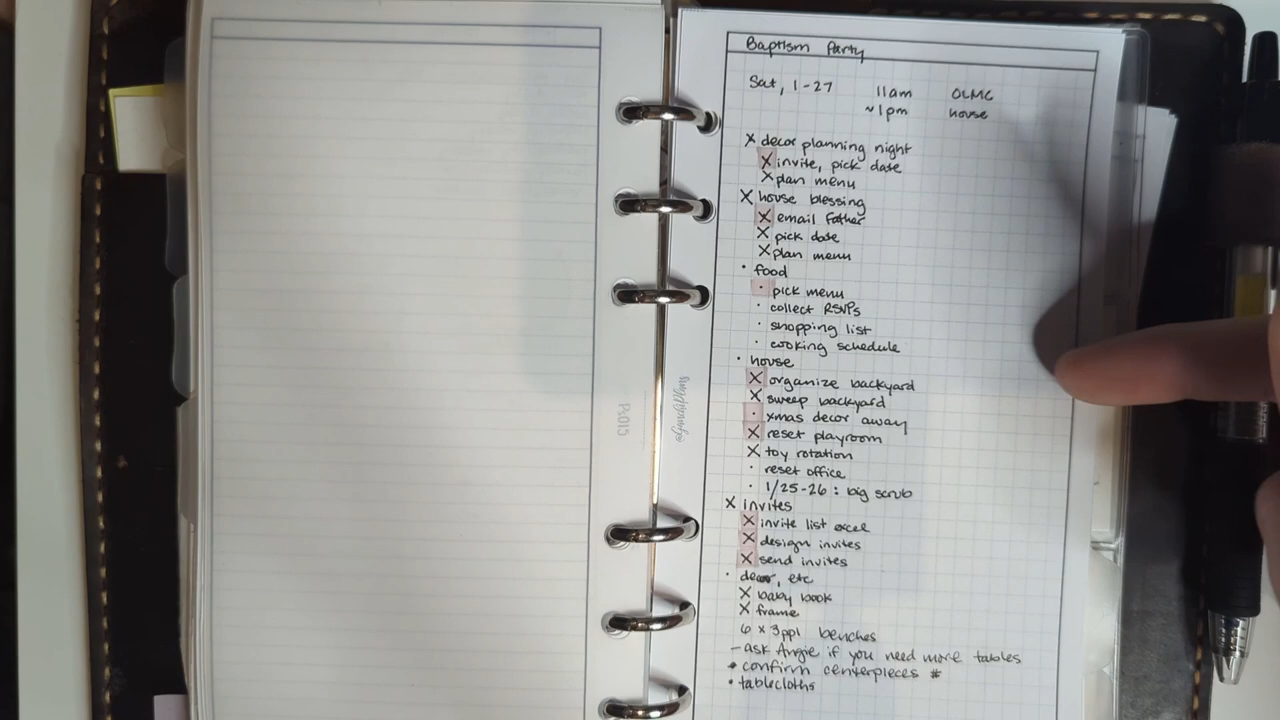 Baptism Party
Sat, 1-27 11am OLMC
~1pm house
X decor planning night
X invite, pick date
X plan menu
X house blessing
X email Father
X pick date
X plan menu
· food
· pick menu
· collect RSVPs
· shopping list
· cooking schedule
· house
X organize backyard
X sweep backyard
· xmas decor away
X reset playroom
X toy rotation
· reset office
· 1/25-26: big scrub
X invites
X invite list excel
X design invites
X send invites
· decor, etc
X baby book
X frame
6 x 3ppl benches
- ask Angie if you need more tables
• confirm centerpieces #
• tablecloths
PS015